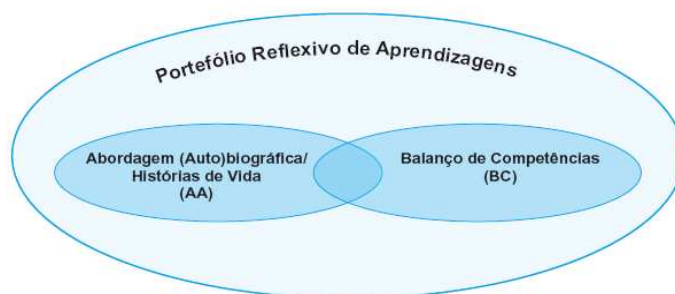 Portefólio Reflexivo de Aprendizagens
Abordagem (Auto)biográfica/
Histórias de Vida
(AA)
Balanço de Competências
(BC)